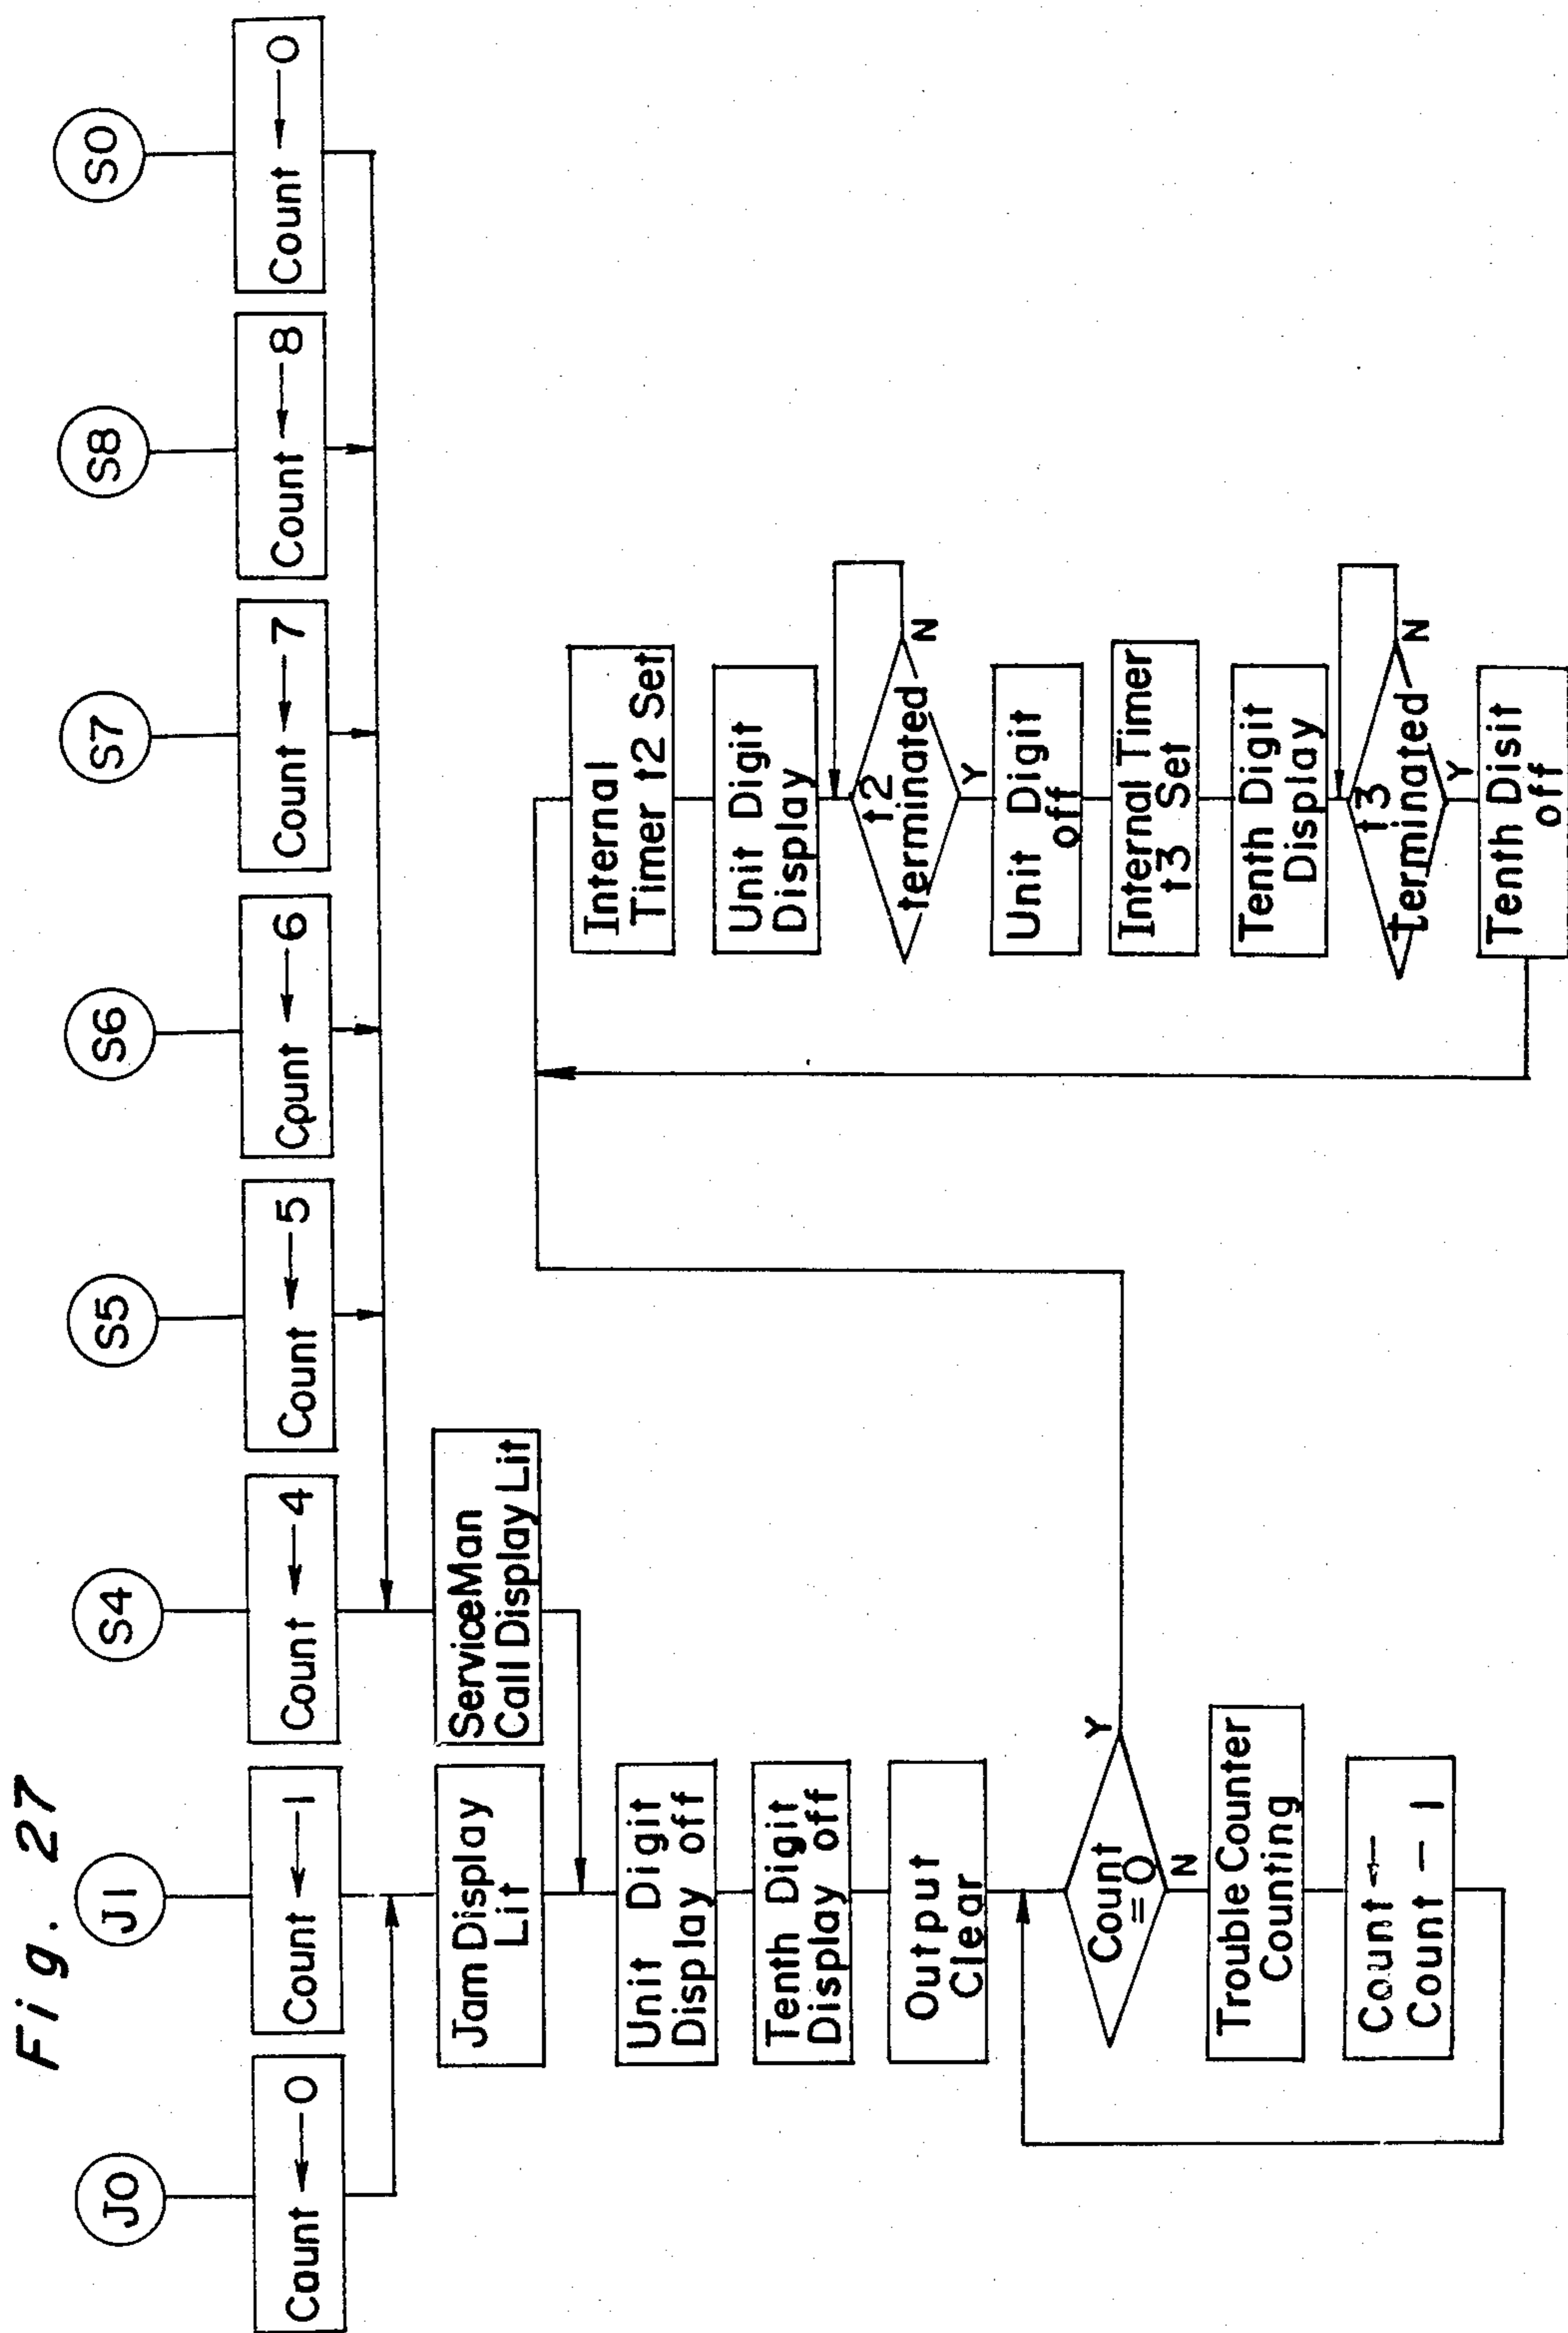 Fig. 27
J0
J1
S4
S5
S6
S7
S8
S0
Count ← 0
Count ← 1
Count ← 4
Count ← 5
Cpunt ← 6
Count ← 7
Count ← 8
Count ← 0
Jam Display
Lit
ServiceMan
Call Display Lit
Unit Digit
Display off
Tenth Digit
Display off
Output
Clear
Count
= 0
Y
N
Trouble Counter
Counting
Count ←
Count - 1
Internal
Timer t2 Set
Unit Digit
Display
t2
terminated
N
Y
Unit Digit
off
Internal Timer
t3 Set
Tenth Digit
Display
t3
terminated
N
Y
Tenth Disit
off